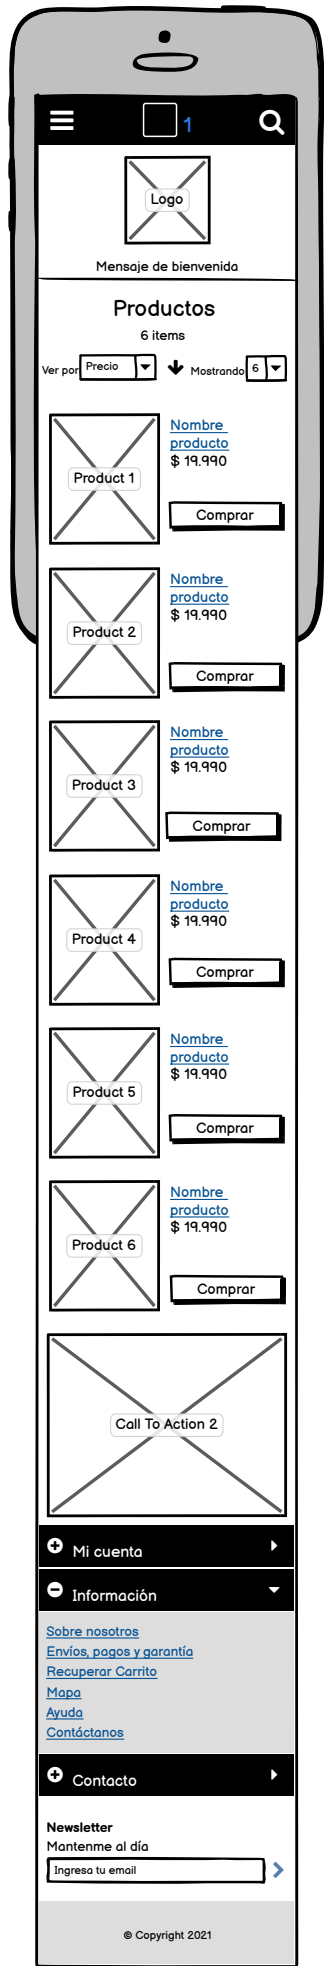 1
Logo
Mensaje de bienvenida
Productos
6 items
Ver por Precio Mostrando 6
Product 1
Nombre
producto
$ 19.990
Comprar
Product 2
Nombre
producto
$ 19.990
Comprar
Product 3
Nombre
producto
$ 19.990
Comprar
Product 4
Nombre
producto
$ 19.990
Comprar
Product 5
Nombre
producto
$ 19.990
Comprar
Product 6
Nombre
producto
$ 19.990
Comprar
Call To Action 2
Mi cuenta
Información
Sobre nosotros
Envíos, pagos y garantía
Recuperar Carrito
Mapa
Ayuda
Contáctanos
Contacto
Newsletter
Mantenme al día
Ingresa tu email
© Copyright 2021